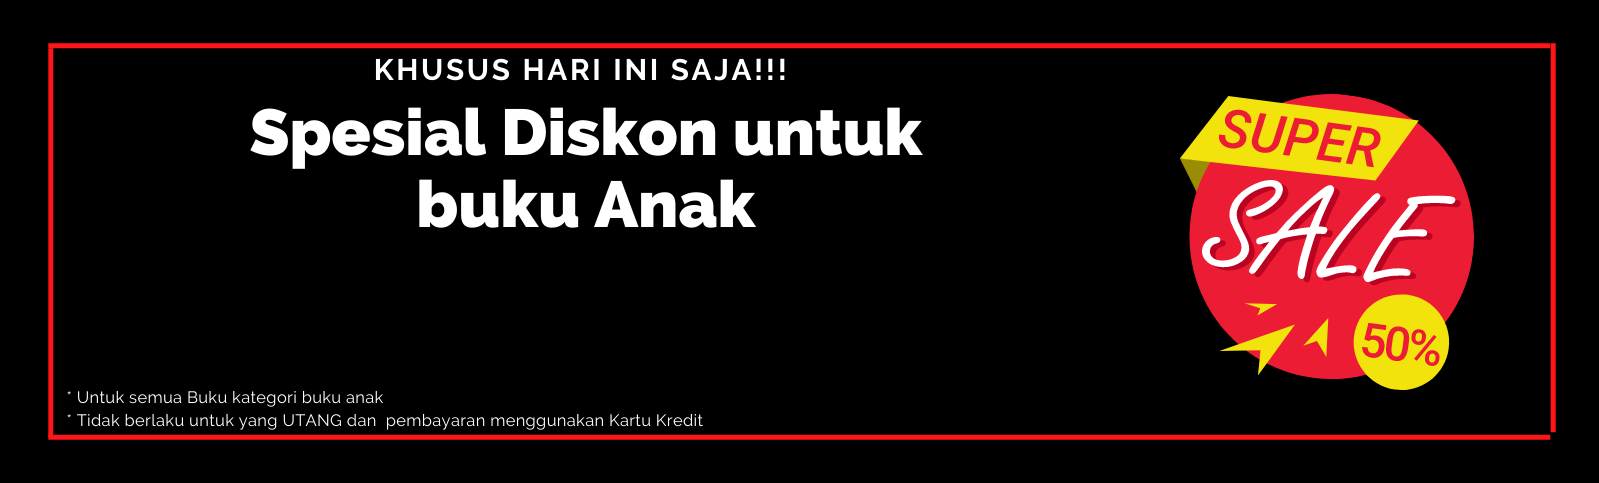 KHUSUS HARI INI SAJA!!!
Spesial Diskon untuk
buku Anak
SUPER
SALE
50%
* Untuk semua Buku kategori buku anak
* Tidak berlaku untuk yang UTANG dan  pembayaran menggunakan Kartu Kredit